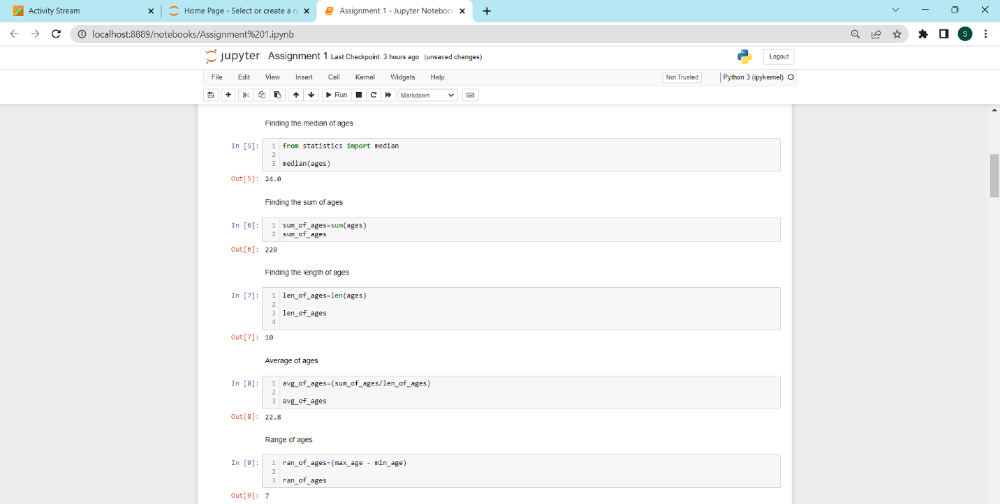 Activity Stream
Home Page - Select or create a n
Assignment 1 - Jupyter Noteboo
localhost:8889/notebooks/Assignment%201.ipynb
S
jupyter Assignment 1 Last Checkpoint: 3 hours ago (unsaved changes)
Logout
File Edit View Insert Cell Kernel Widgets Help
Not Trusted
Python 3 (ipykernel)
Run
Markdown
Finding the median of ages
In [5]:
1 from statistics import median
2
3 median(ages)
Out[5]: 24.0
Finding the sum of ages
In [6]:
1 sum_of_ages=sum(ages)
2 sum_of_ages
Out[6]: 228
Finding the length of ages
In [7]:
1 len_of_ages=len(ages)
2
3 len_of_ages
4
Out[7]: 10
Average of ages
In [8]:
1 avg_of_ages=(sum_of_ages/len_of_ages)
2
3 avg_of_ages
Out[8]: 22.8
Range of ages
In [9]:
1 ran_of_ages=(max_age - min_age)
2
3 ran_of_ages
Out[9]: 7